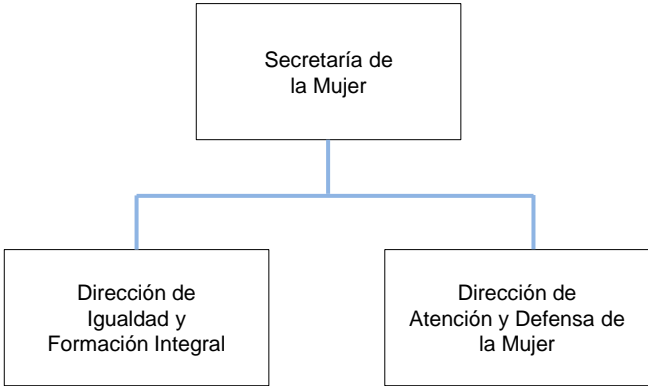 Secretaría de
la Mujer
Dirección de
Igualdad y
Formación Integral
Dirección de
Atención y Defensa de
la Mujer